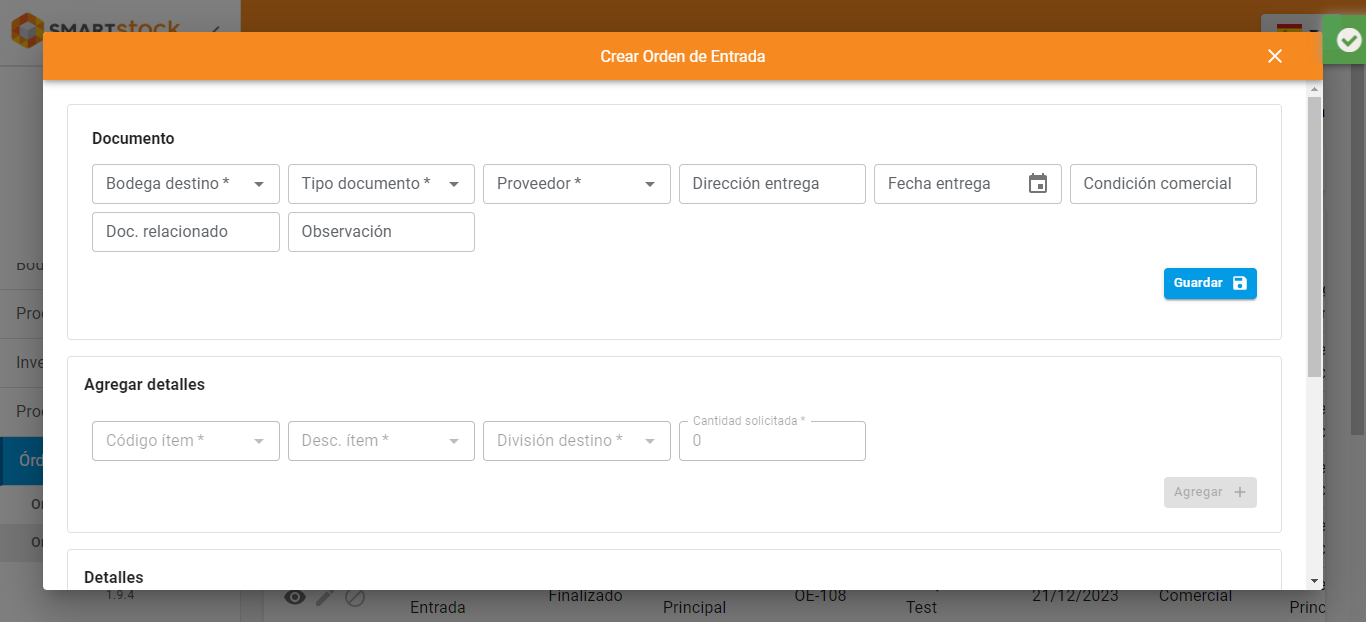 SMARTstock
Crear Orden de Entrada
Documento
Bodega destino *
Tipo documento *
Proveedor *
Dirección entrega
Fecha entrega
Condición comercial
Doc. relacionado
Observación
Guardar
Agregar detalles
Código ítem *
Desc. ítem *
División destino *
Cantidad solicitada *
0
Agregar
Detalles
1.9.4
Entrada
Finalizado
Principal
OE-108
Test
21/12/2023
Comercial